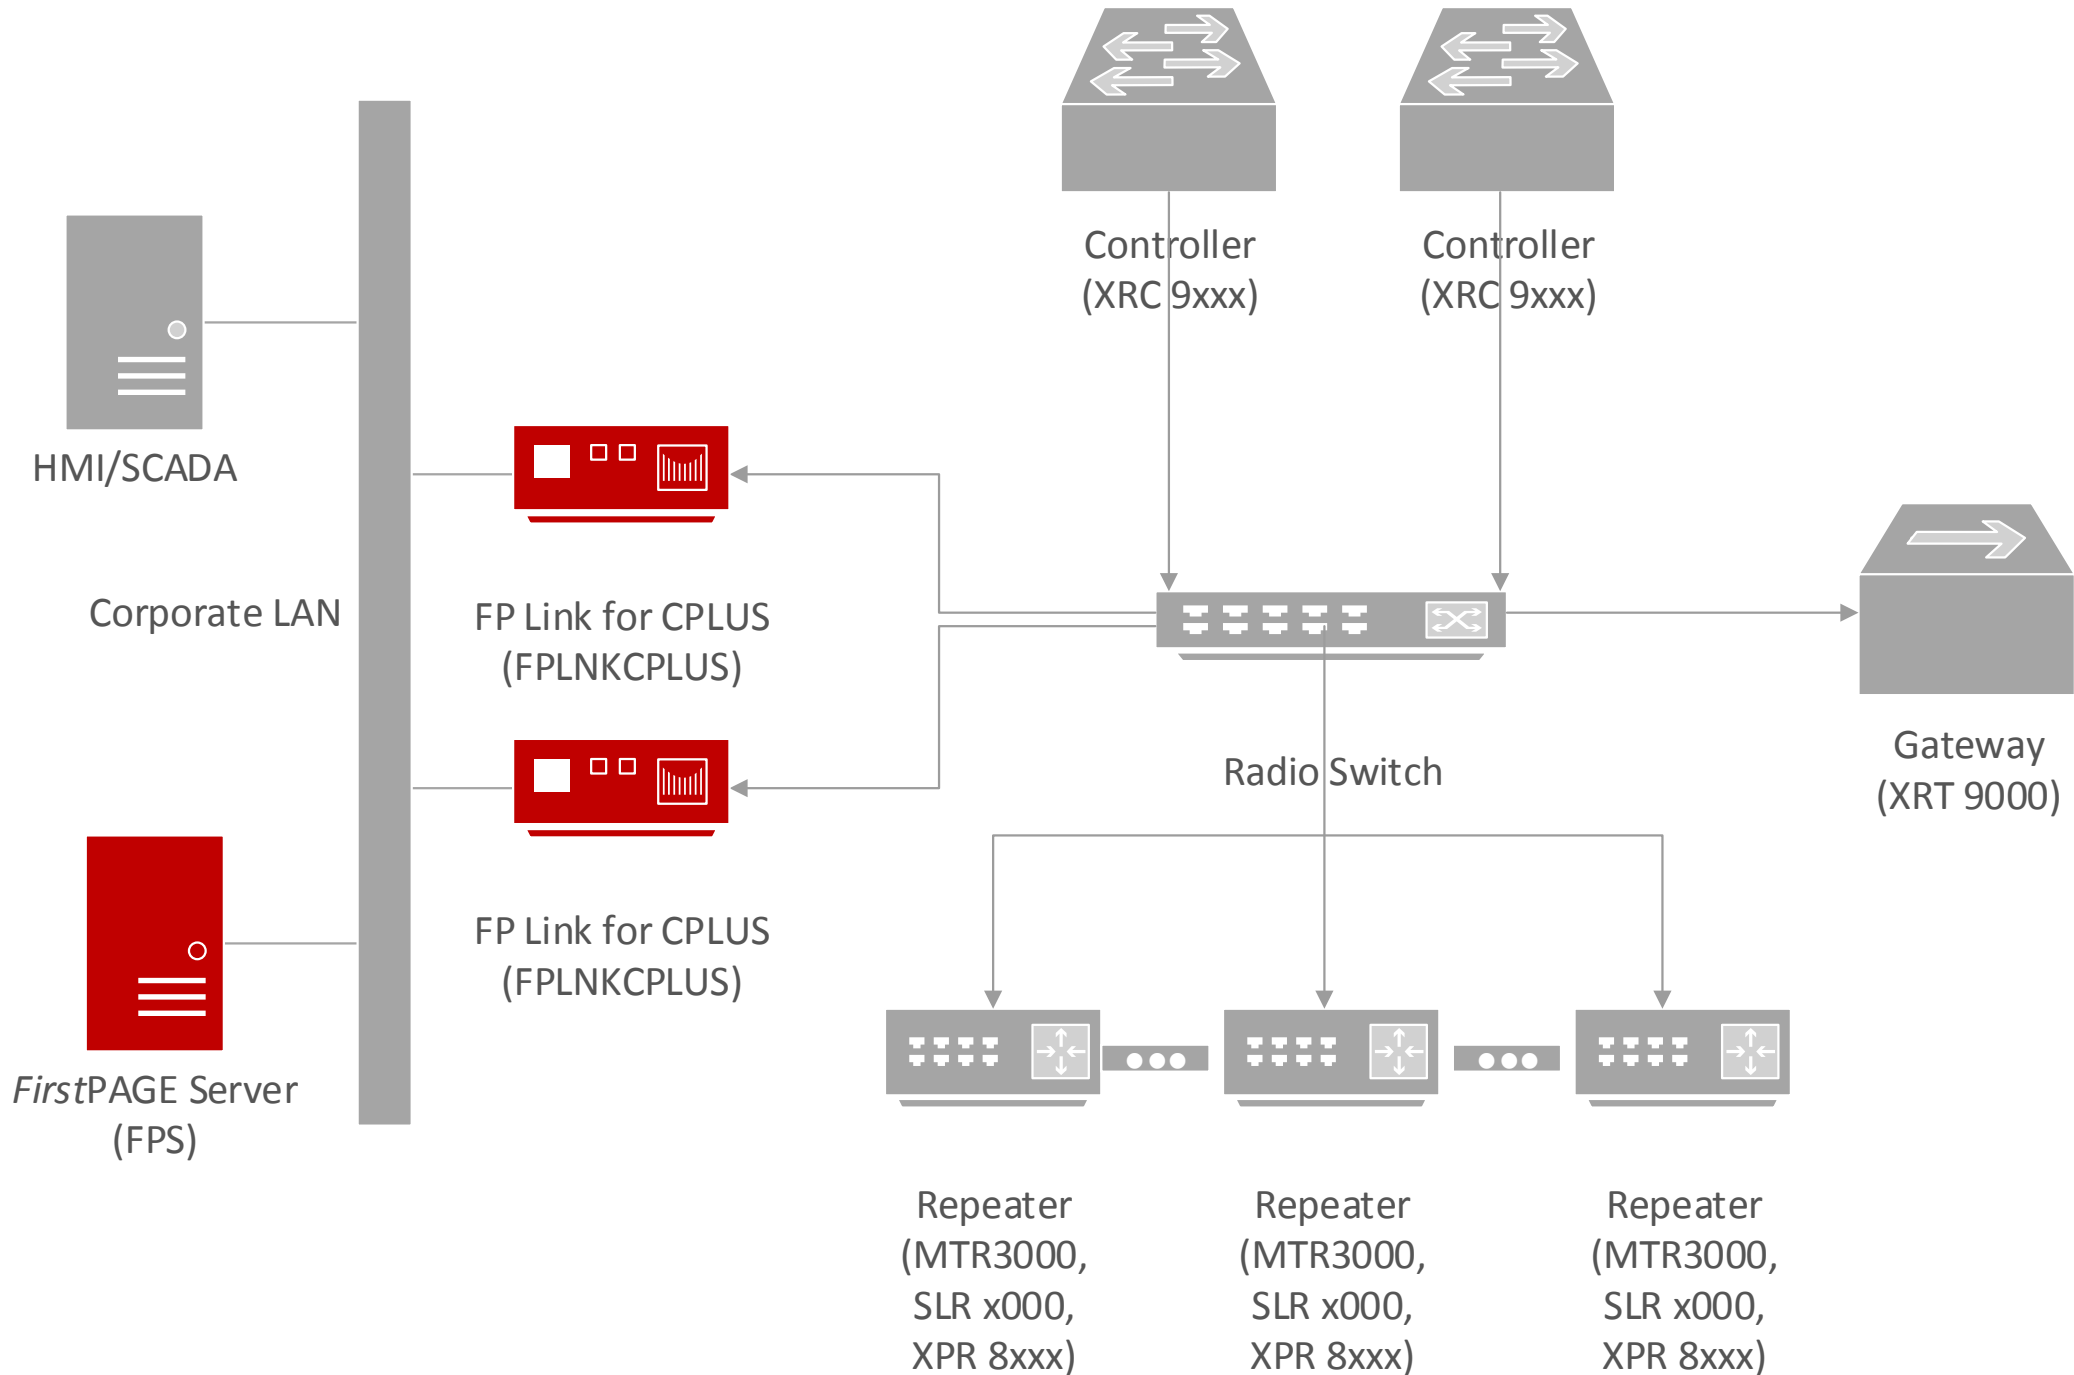 Controller
(XRC 9xxx)
Controller
(XRC 9xxx)
HMI/SCADA
Corporate LAN
FP Link for CPLUS
(FPLNKCPLUS)
Gateway
(XRT 9000)
Radio Switch
FP Link for CPLUS
(FPLNKCPLUS)
FirstPAGE Server
(FPS)
Repeater
(MTR3000,
SLR x000,
XPR 8xxx)
Repeater
(MTR3000,
SLR x000,
XPR 8xxx)
Repeater
(MTR3000,
SLR x000,
XPR 8xxx)